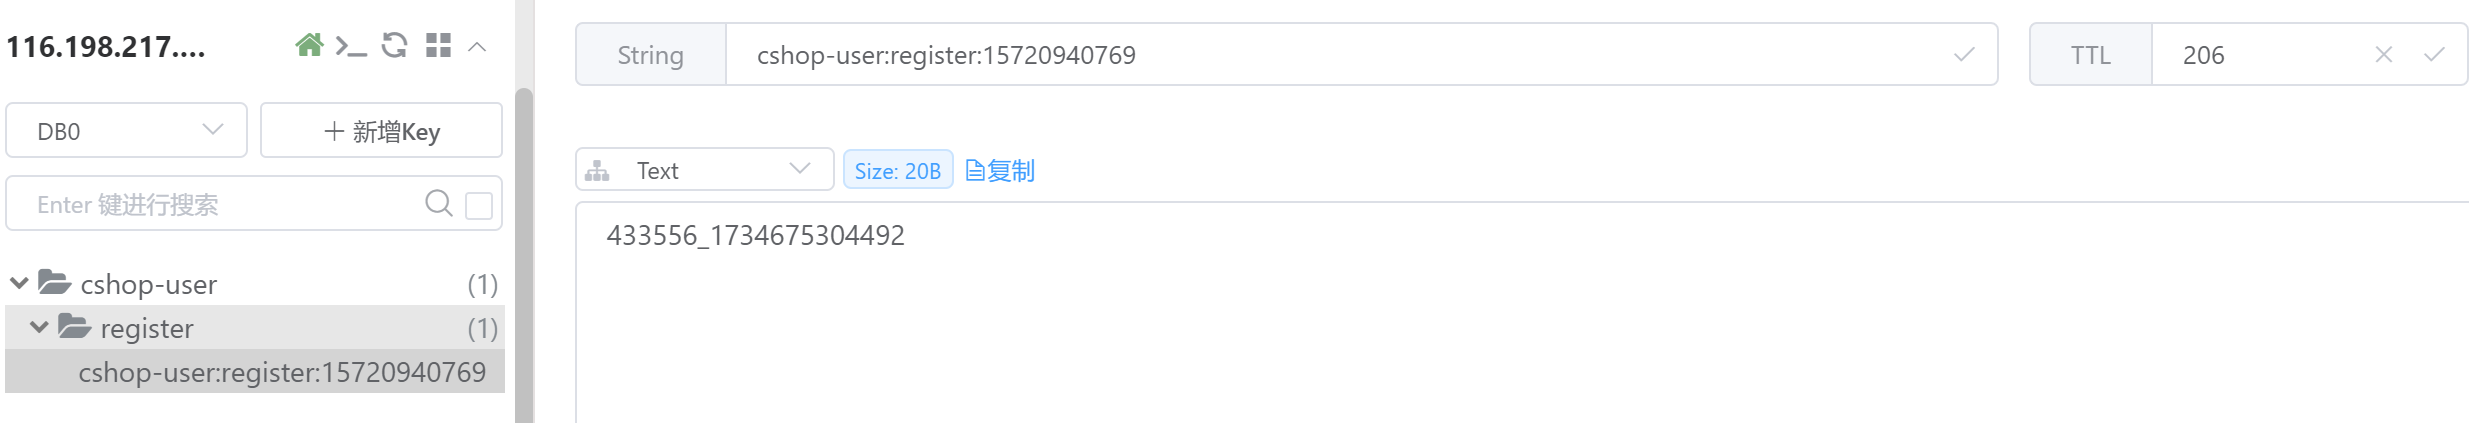 116.198.217....
DB0
新增Key
Enter 键进行搜索
cshop-user (1)
register (1)
cshop-user:register:15720940769
String cshop-user:register:15720940769 TTL 206
Text Size: 20B 复制
433556_1734675304492